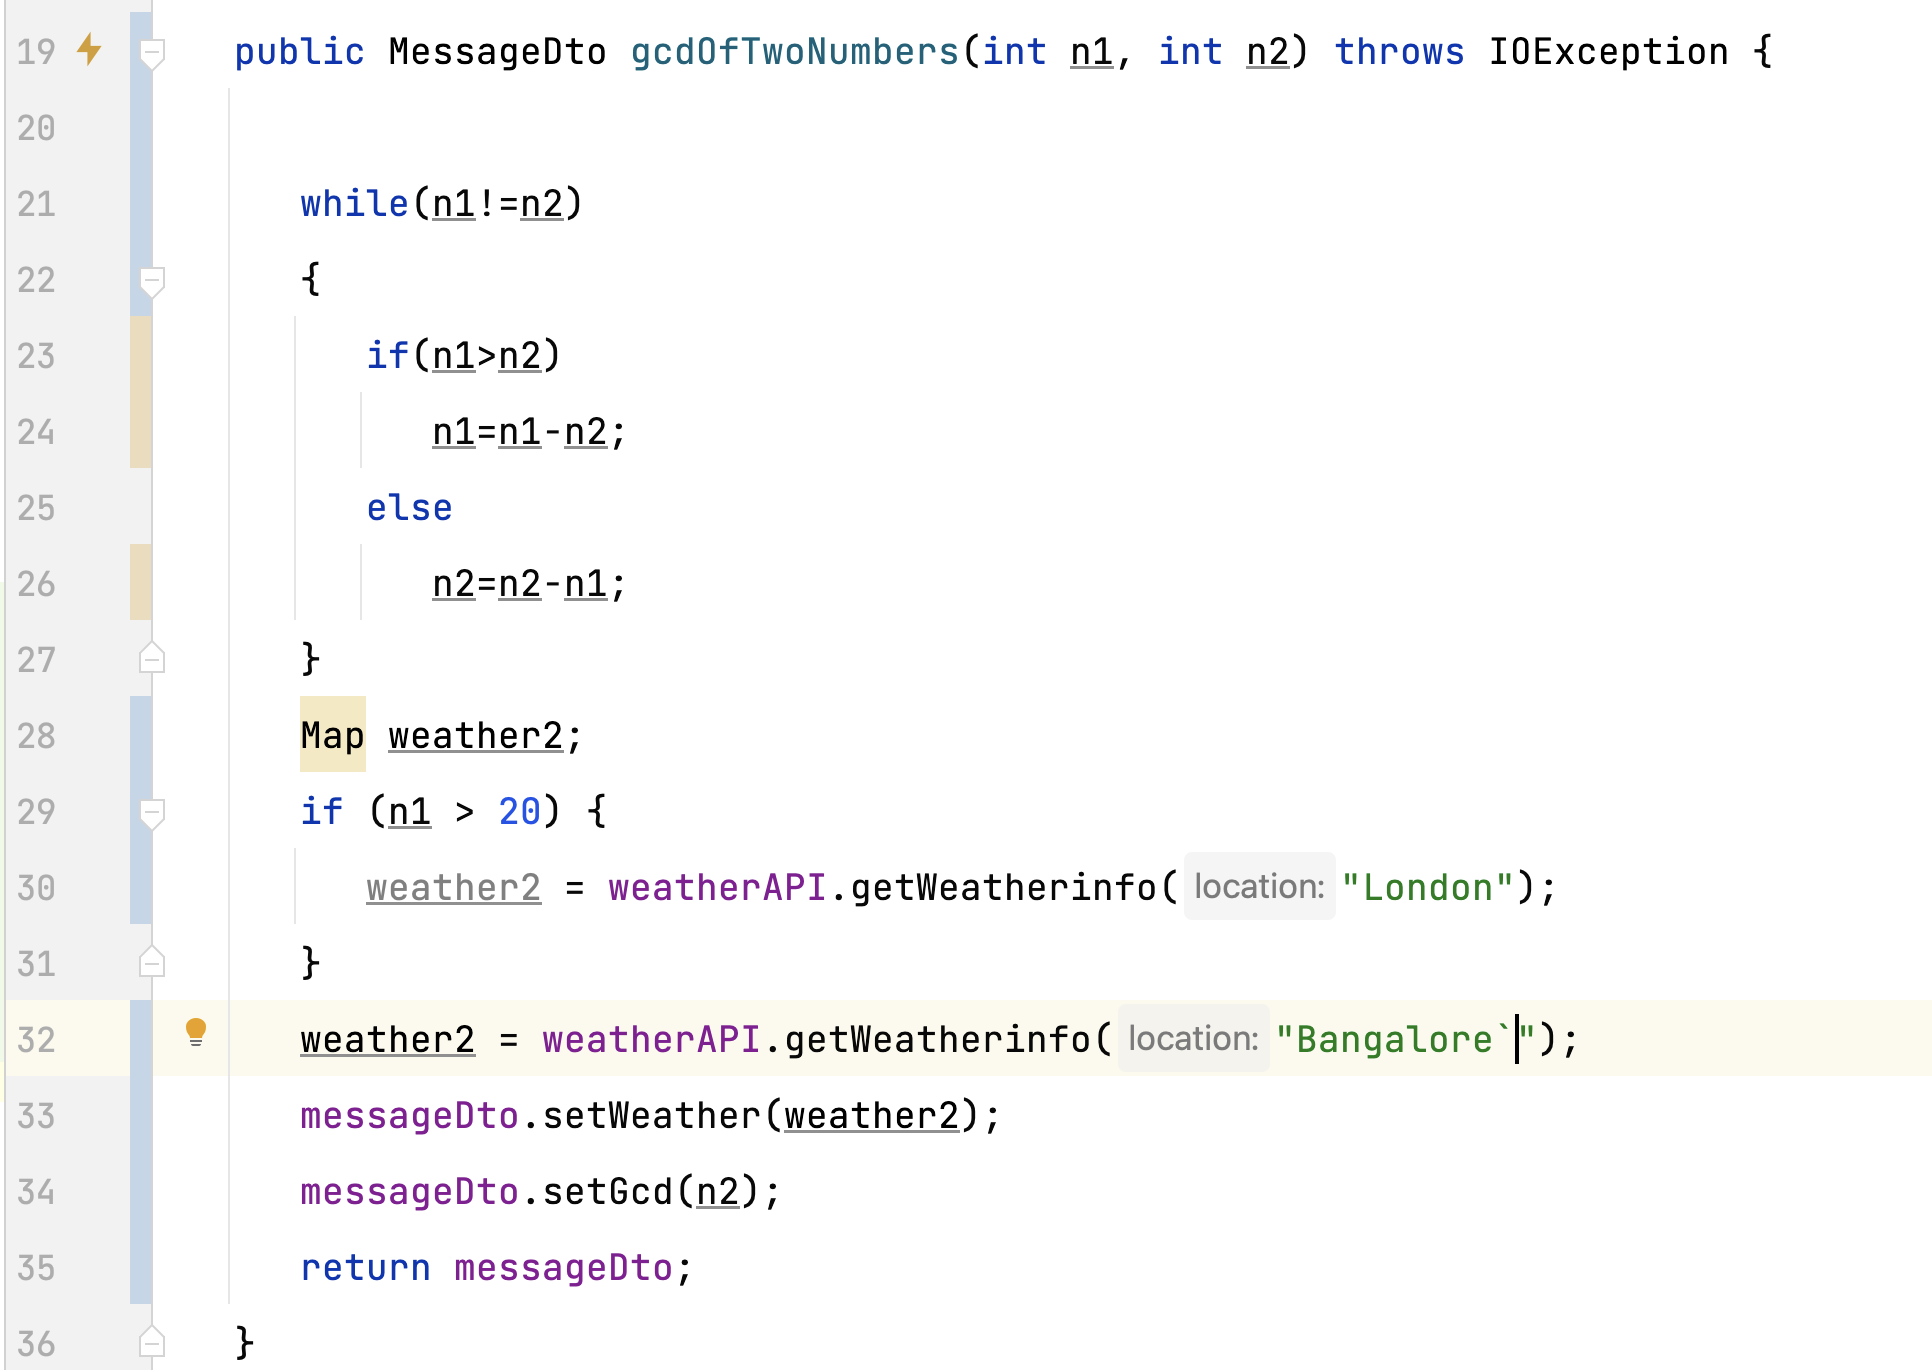 19 public MessageDto gcdOfTwoNumbers(int n1, int n2) throws IOException {
20
21 while(n1!=n2)
22 {
23 if(n1>n2)
24 n1=n1-n2;
25 else
26 n2=n2-n1;
27 }
28 Map weather2;
29 if (n1 > 20) {
30 weather2 = weatherAPI.getWeatherinfo( location: "London");
31 }
32 weather2 = weatherAPI.getWeatherinfo( location: "Bangalore`");
33 messageDto.setWeather(weather2);
34 messageDto.setGcd(n2);
35 return messageDto;
36 }